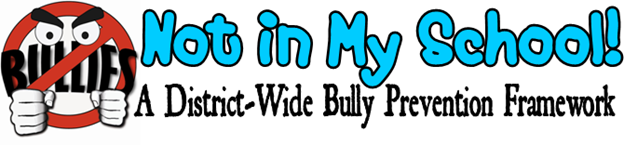 BULLIES
Not in My School!
A District-Wide Bully Prevention Framework